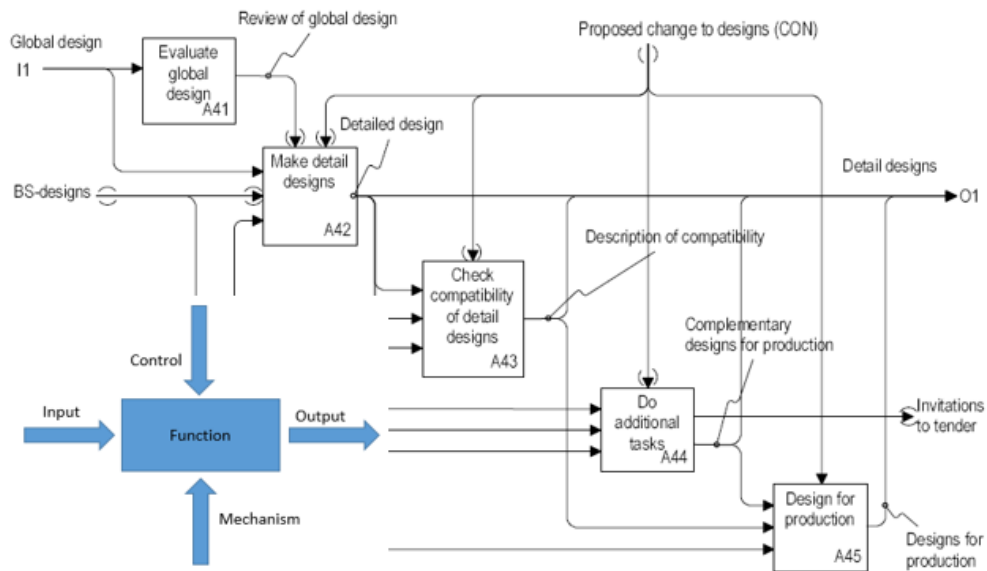 Review of global design
Global design
I1
Evaluate
global
design
A41
Proposed change to designs (CON)
Detailed design
Make detail
designs
A42
BS-designs
Detail designs
O1
Description of compatibility
Check
compatibility
of detail
designs
A43
Complementary
designs for production
Control
Input
Function
Output
Mechanism
Do
additional
tasks
A44
Invitations
to tender
Design for
production
A45
Designs for
production